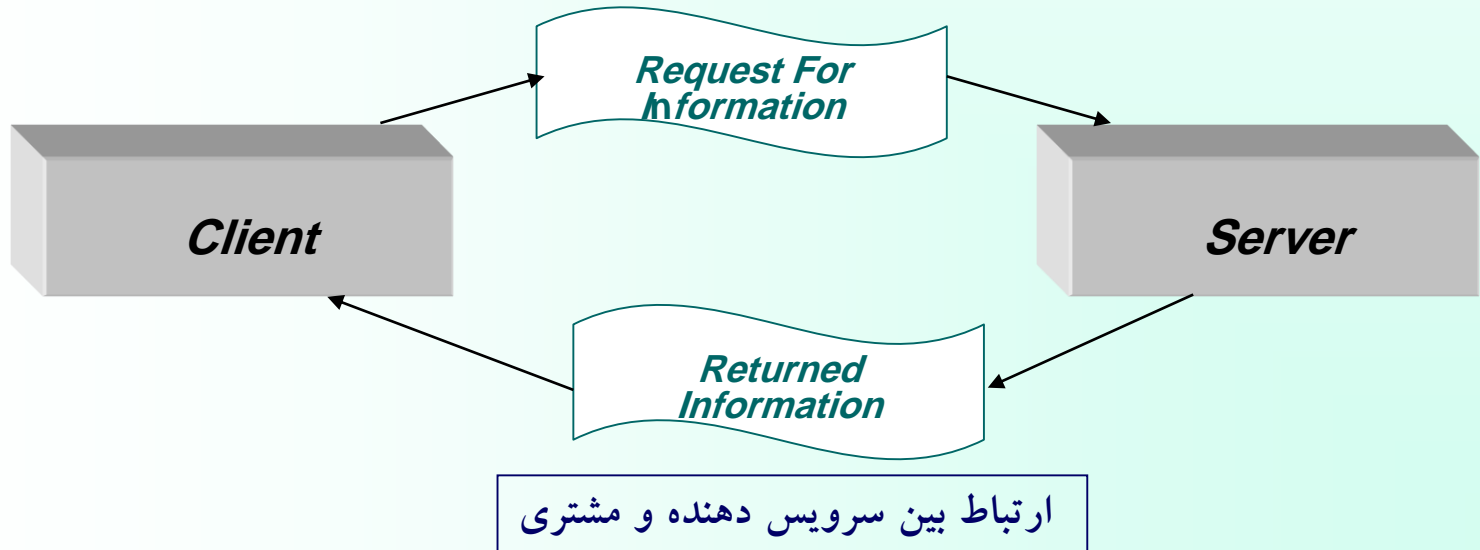 Request For
Information
Client
Server
Returned
Information
ارتباط بین سرویس دهنده و مشتری